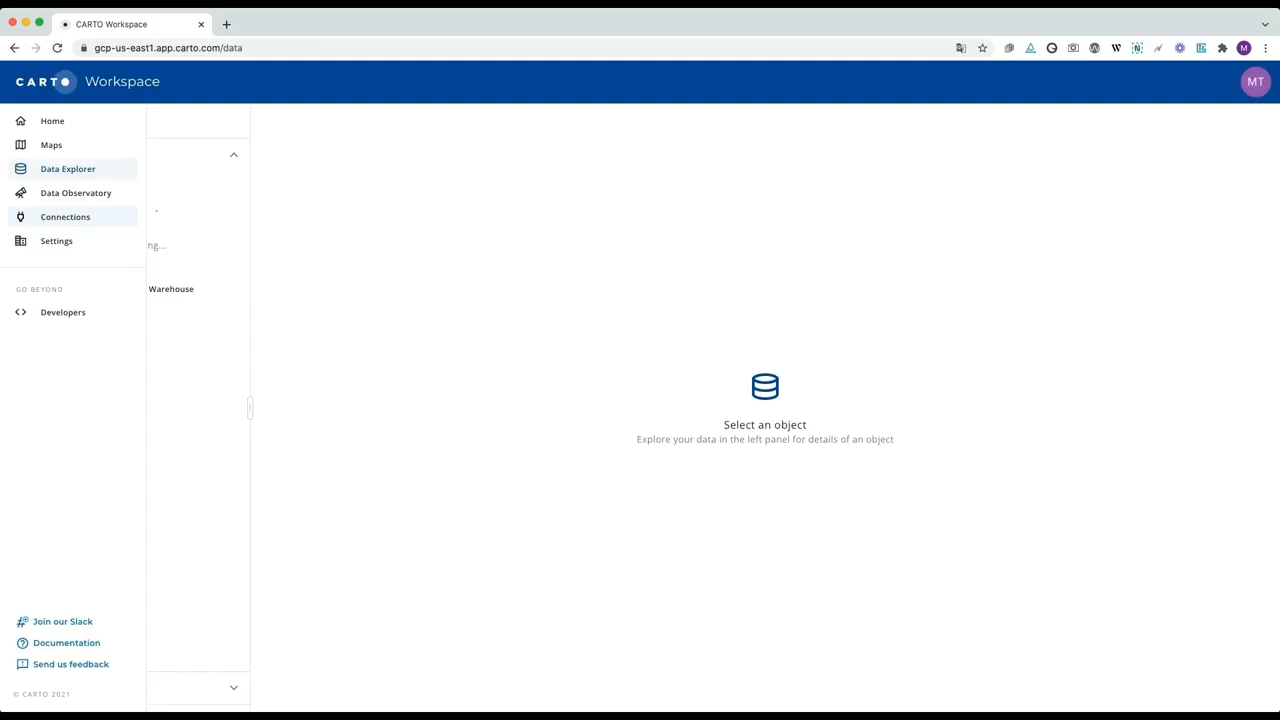 CARTO Workspace
gcp-us-east1.app.carto.com/data
M
CARTO Workspace
MT
Home
Maps
Data Explorer
Data Observatory
Connections
Settings
ng...
Warehouse
GO BEYOND
Developers
Select an object
Explore your data in the left panel for details of an object
Join our Slack
Documentation
Send us feedback
© CARTO 2021